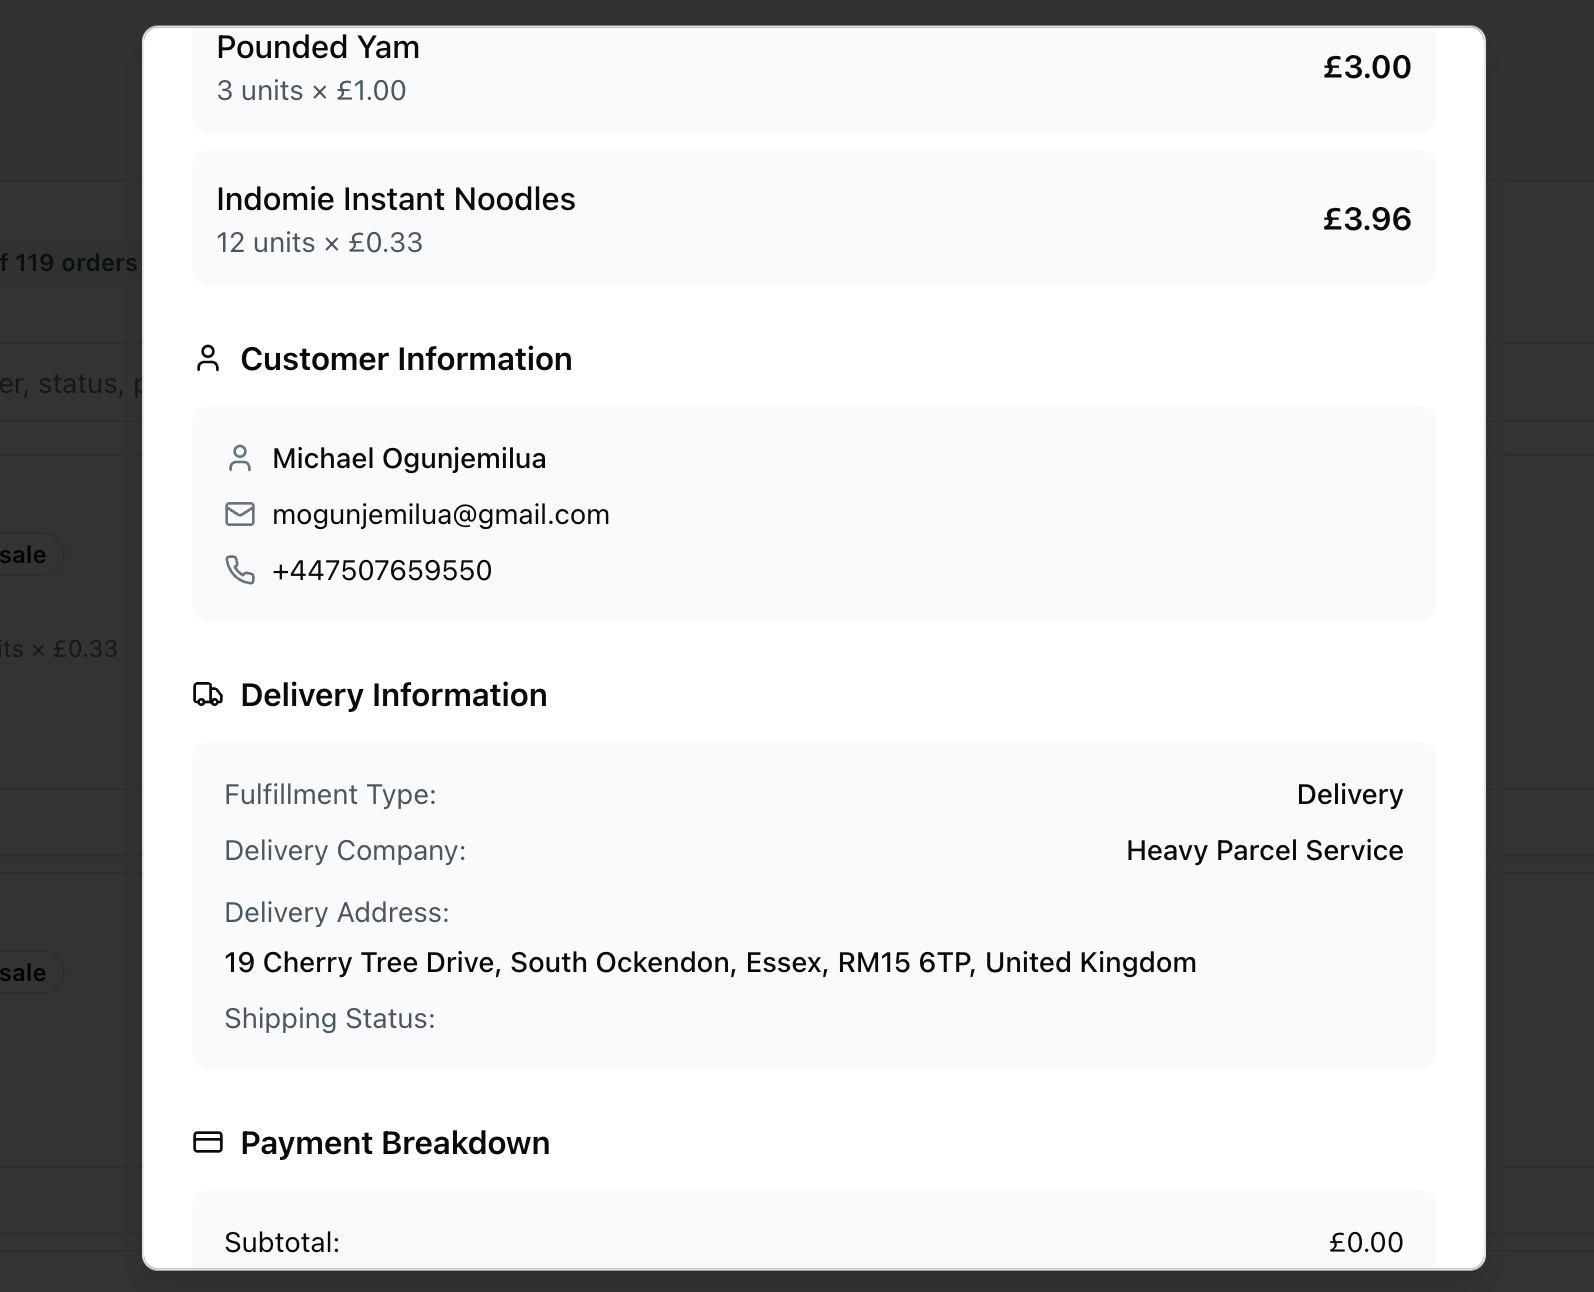 Pounded Yam
3 units × £1.00
£3.00
Indomie Instant Noodles
12 units × £0.33
£3.96
f 119 orders
Customer Information
er, status, p
Michael Ogunjemilua
mogunjemilua@gmail.com
sale
+447507659550
its × £0.33
Delivery Information
Fulfillment Type:
Delivery
Delivery Company:
Heavy Parcel Service
Delivery Address:
19 Cherry Tree Drive, South Ockendon, Essex, RM15 6TP, United Kingdom
sale
Shipping Status:
Payment Breakdown
Subtotal:
£0.00